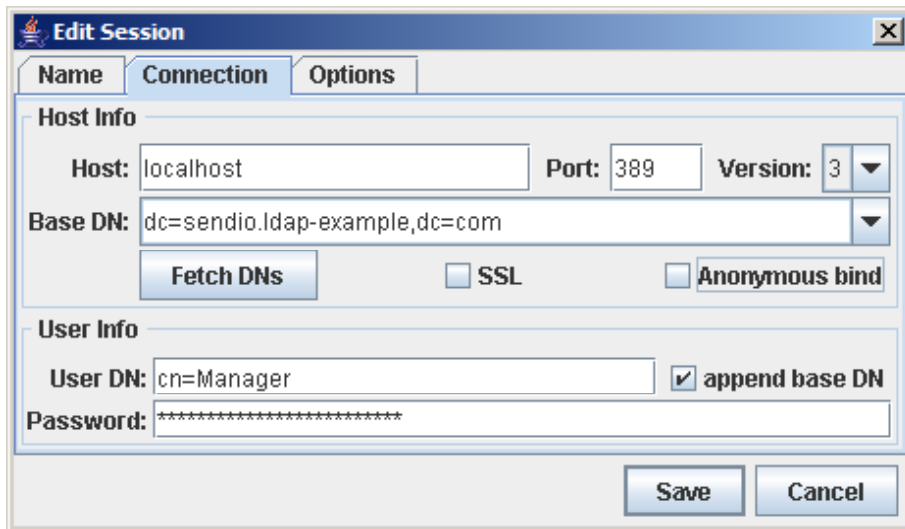 Edit Session
Name Connection Options
Host Info
Host: localhost Port: 389 Version: 3
Base DN: dc=sendio.ldap-example,dc=com
Fetch DNs SSL Anonymous bind
User Info
User DN: cn=Manager append base DN
Password: *************************
Save Cancel